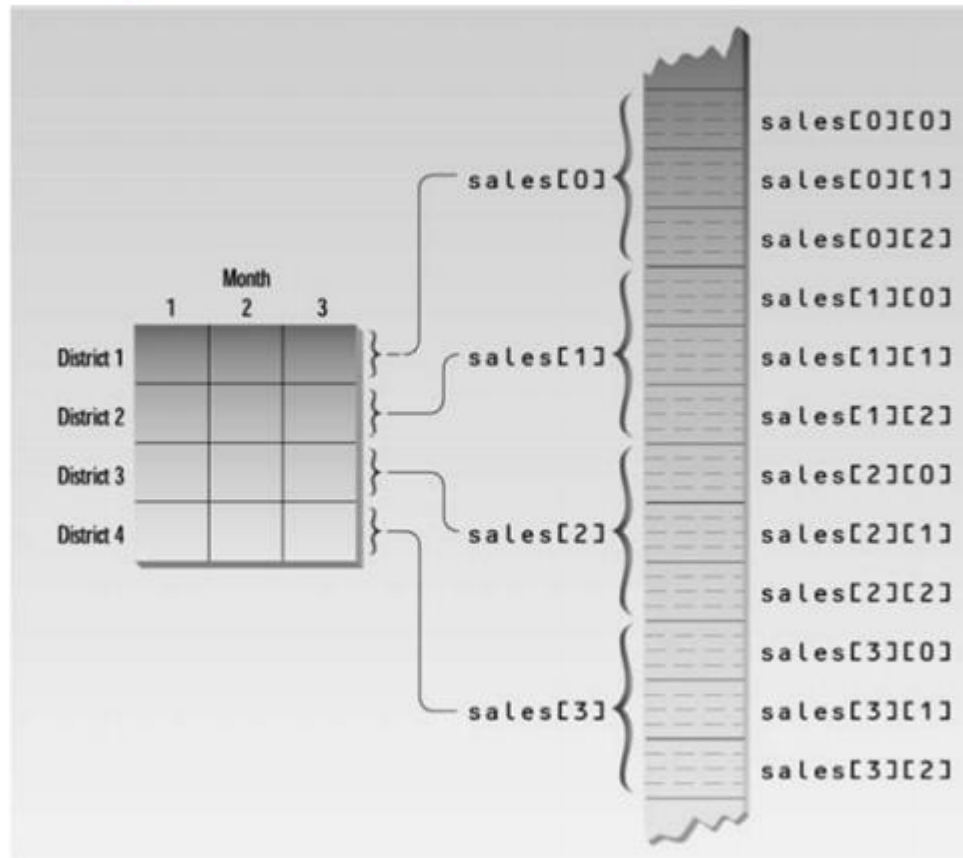 sales[0][0]
sales[0] sales[0][1]
sales[0][2]
Month
1 2 3
sales[1][0]
District 1 sales[1] sales[1][1]
District 2 sales[1][2]
District 3 sales[2][0]
District 4 sales[2] sales[2][1]
sales[2][2]
sales[3][0]
sales[3] sales[3][1]
sales[3][2]